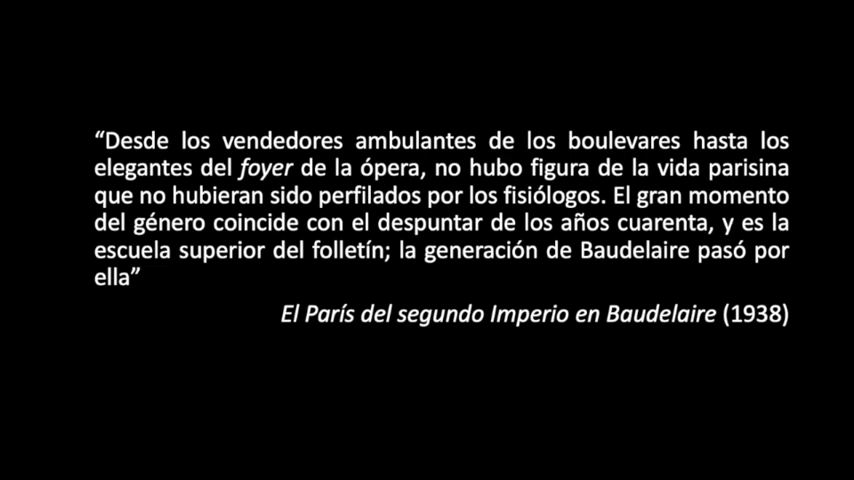 “Desde los vendedores ambulantes de los boulevares hasta los
elegantes del foyer de la ópera, no hubo figura de la vida parisina
que no hubieran sido perfilados por los fisiólogos. El gran momento
del género coincide con el despuntar de los años cuarenta, y es la
escuela superior del folletín; la generación de Baudelaire pasó por
ella”
El París del segundo Imperio en Baudelaire (1938)